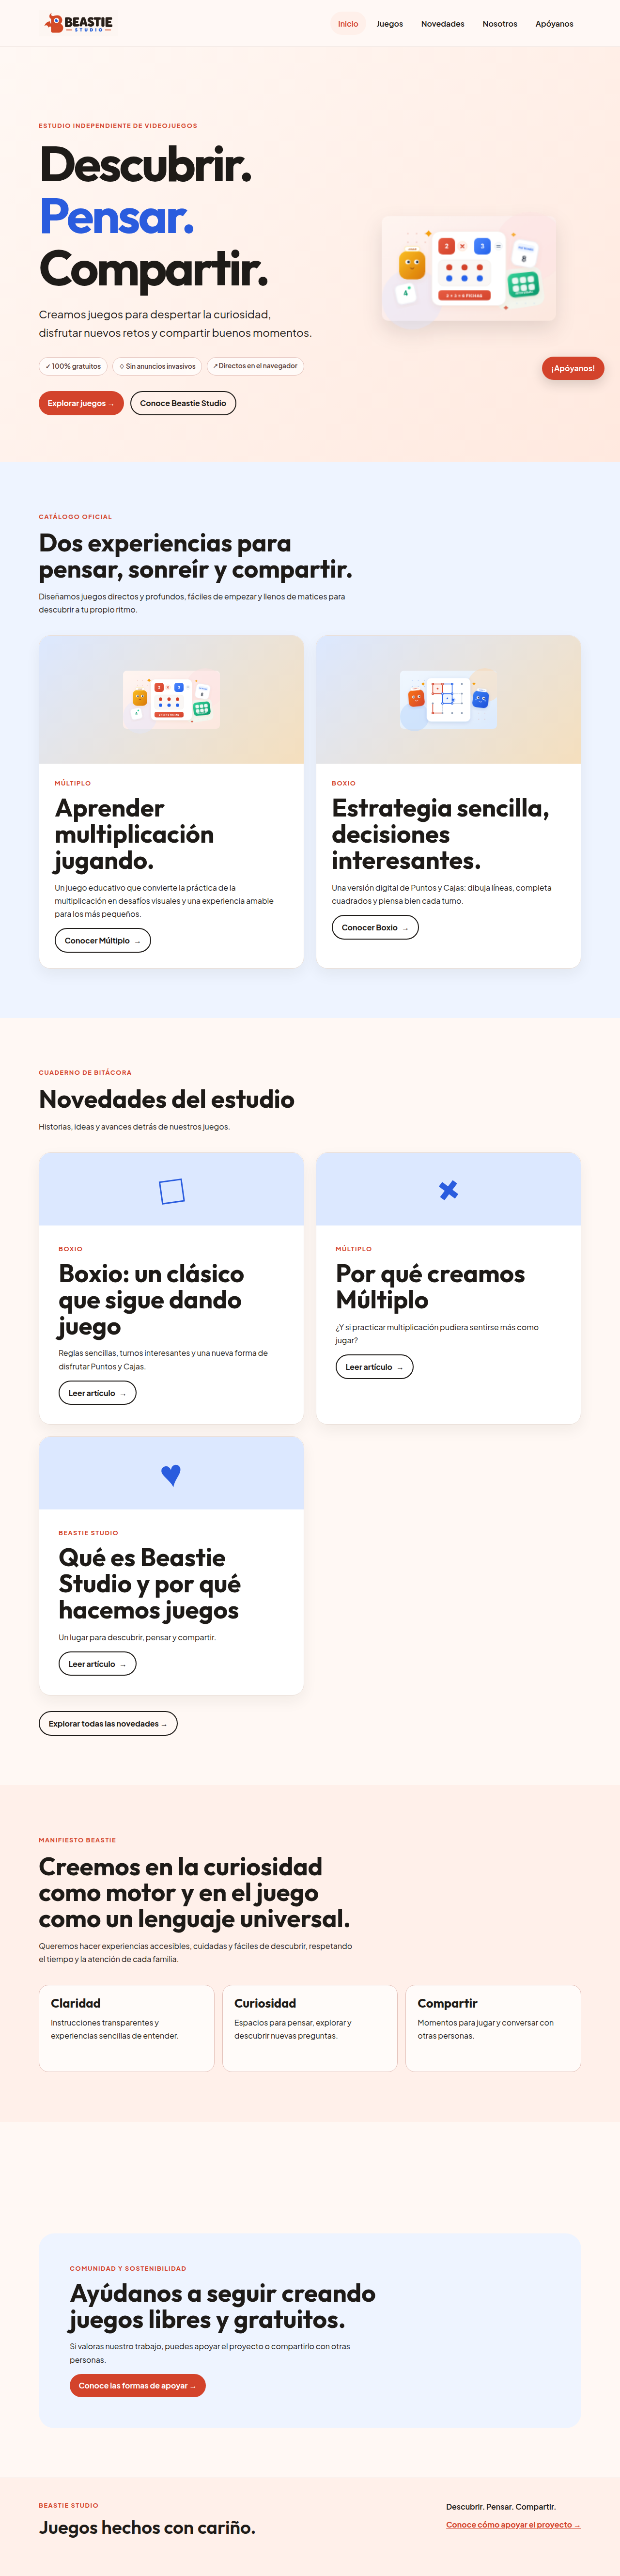 BEASTIE
STUDIO
Inicio Juegos Novedades Nosotros Apóyanos
ESTUDIO INDEPENDIENTE DE VIDEOJUEGOS
Descubrir.
Pensar.
Compartir.
Creamos juegos para despertar la curiosidad,
disfrutar nuevos retos y compartir buenos momentos.
✓ 100% gratuitos ◊ Sin anuncios invasivos ↗ Directos en el navegador
Explorar juegos → Conoce Beastie Studio
2 × 3 =
8
4
2 × 3 = 6 FICHAS
¡Apóyanos!
CATÁLOGO OFICIAL
Dos experiencias para
pensar, sonreír y compartir.
Diseñamos juegos directos y profundos, fáciles de empezar y llenos de matices para
descubrir a tu propio ritmo.
2 × 3 =
8
4
MÚLTIPLO
Aprender
multiplicación
jugando.
Un juego educativo que convierte la práctica de la
multiplicación en desafíos visuales y una experiencia amable
para los más pequeños.
Conocer Múltiplo →
BOXIO
Estrategia sencilla,
decisiones
interesantes.
Una versión digital de Puntos y Cajas: dibuja líneas, completa
cuadrados y piensa bien cada turno.
Conocer Boxio →
CUADERNO DE BITÁCORA
Novedades del estudio
Historias, ideas y avances detrás de nuestros juegos.
BOXIO
Boxio: un clásico
que sigue dando
juego
Reglas sencillas, turnos interesantes y una nueva forma de
disfrutar Puntos y Cajas.
Leer artículo →
MÚLTIPLO
Por qué creamos
Múltiplo
¿Y si practicar multiplicación pudiera sentirse más como
jugar?
Leer artículo →
BEASTIE STUDIO
Qué es Beastie
Studio y por qué
hacemos juegos
Un lugar para descubrir, pensar y compartir.
Leer artículo →
Explorar todas las novedades →
MANIFIESTO BEASTIE
Creemos en la curiosidad
como motor y en el juego
como un lenguaje universal.
Queremos hacer experiencias accesibles, cuidadas y fáciles de descubrir, respetando
el tiempo y la atención de cada familia.
Claridad
Instrucciones transparentes y
experiencias sencillas de entender.
Curiosidad
Espacios para pensar, explorar y
descubrir nuevas preguntas.
Compartir
Momentos para jugar y conversar con
otras personas.
COMUNIDAD Y SOSTENIBILIDAD
Ayúdanos a seguir creando
juegos libres y gratuitos.
Si valoras nuestro trabajo, puedes apoyar el proyecto o compartirlo con otras
personas.
Conoce las formas de apoyar →
BEASTIE STUDIO
Juegos hechos con cariño.
Descubrir. Pensar. Compartir.
Conoce cómo apoyar el proyecto →